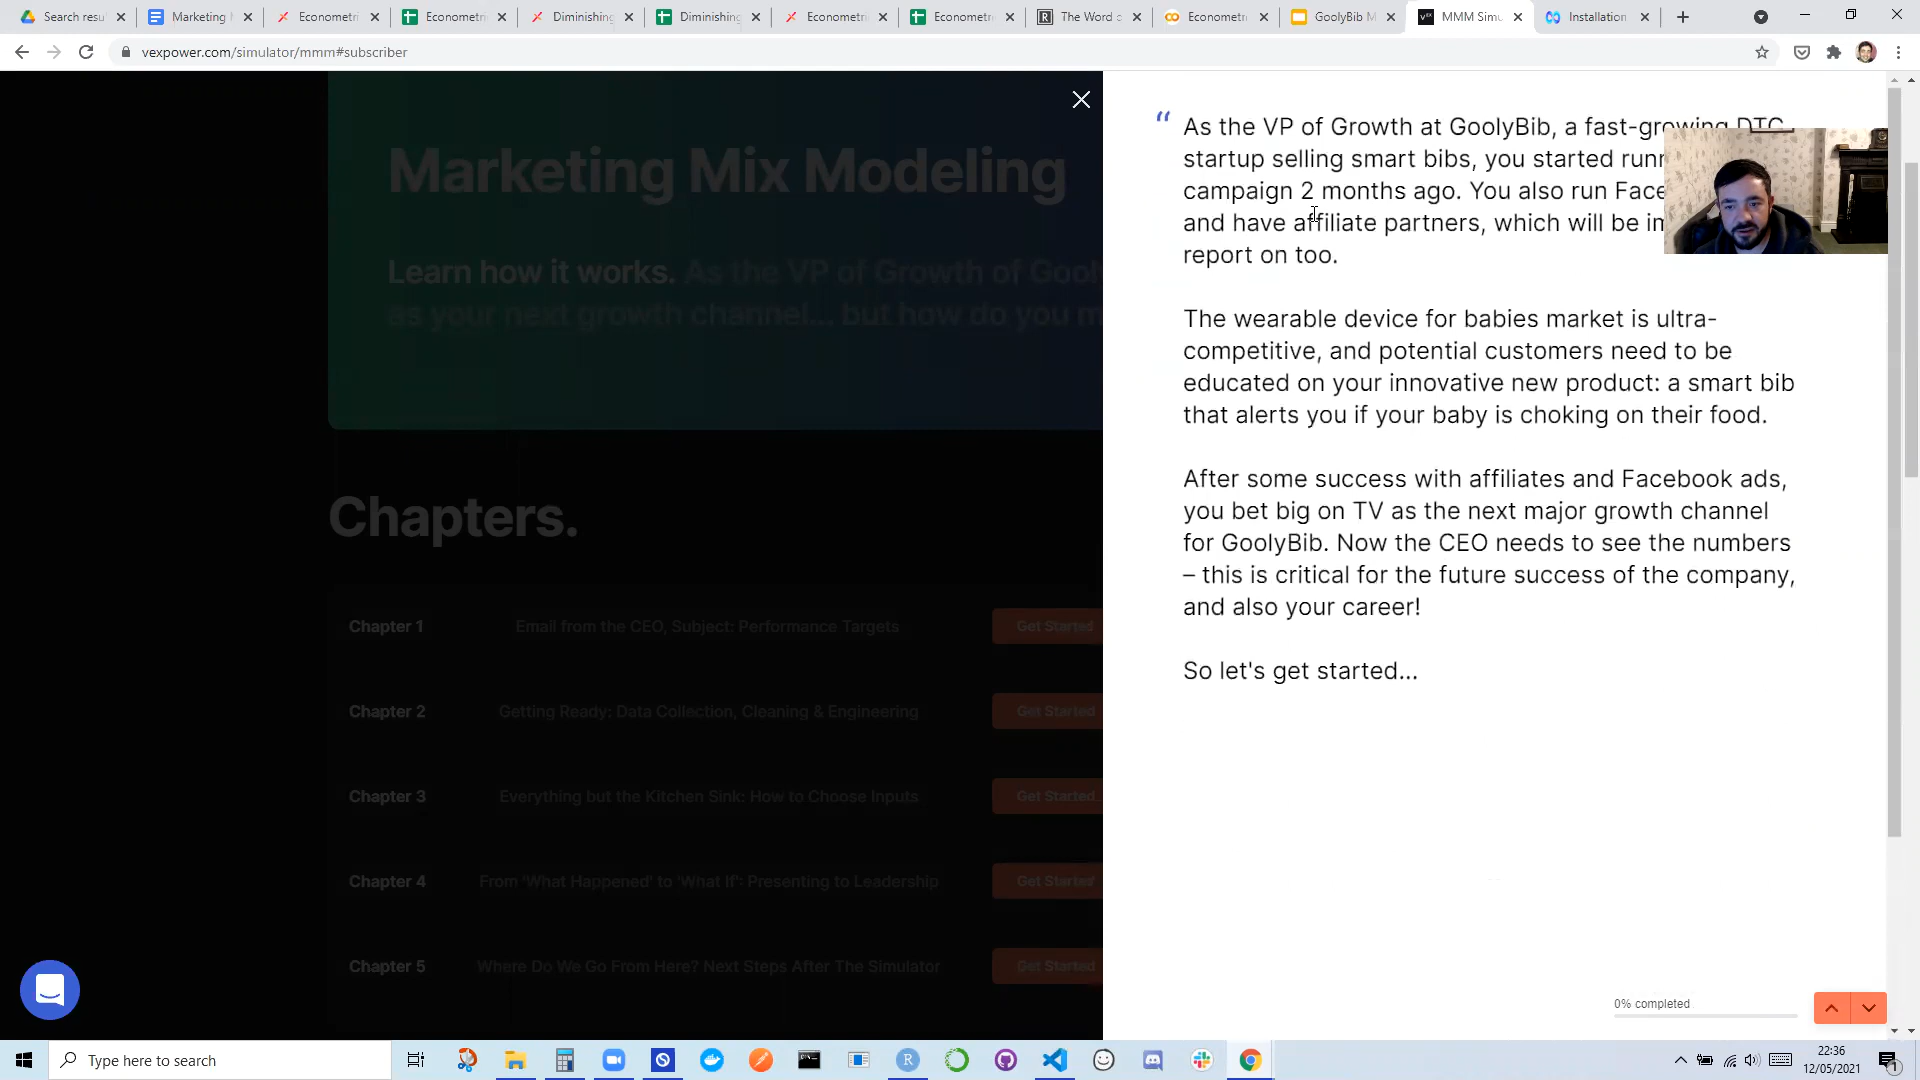 Search resu
Marketing
Econometri
Econometri
Diminishing
Diminishing
Econometri
Econometr
The Word o
Econometr
GoolyBib M
MMM Simu
Installation
vexpower.com/simulator/mmm#subscriber
Marketing Mix Modeling
Learn how it works. As the VP of Growth of Gool
as your next growth channel... but how do you m
Chapters.
Chapter 1 Email from the CEO, Subject: Performance Targets Get Started
Chapter 2 Getting Ready: Data Collection, Cleaning & Engineering Get Started
Chapter 3 Everything but the Kitchen Sink: How to Choose Inputs Get Started
Chapter 4 From 'What Happened' to 'What If': Presenting to Leadership Get Started
Chapter 5 Where Do We Go From Here? Next Steps After The Simulator Get Started
“ As the VP of Growth at GoolyBib, a fast-growing DTC
startup selling smart bibs, you started run
campaign 2 months ago. You also run Face
and have affiliate partners, which will be im
report on too.
The wearable device for babies market is ultra-
competitive, and potential customers need to be
educated on your innovative new product: a smart bib
that alerts you if your baby is choking on their food.
After some success with affiliates and Facebook ads,
you bet big on TV as the next major growth channel
for GoolyBib. Now the CEO needs to see the numbers
– this is critical for the future success of the company,
and also your career!
So let's get started...
0% completed
Type here to search
22:36
12/05/2021